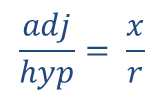 adj/hyp = x/r